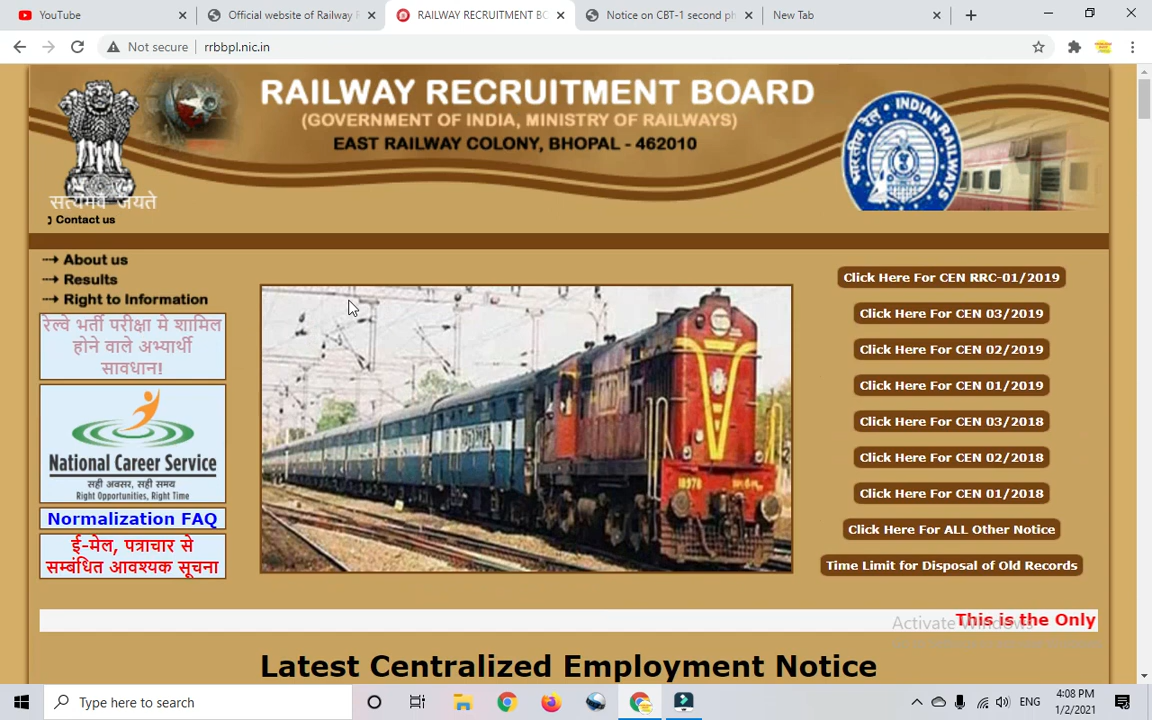 YouTube
Official website of Railway R
RAILWAY RECRUITMENT BO
Notice on CBT-1 second ph
New Tab
Not secure
rrbbpl.nic.in
RAILWAY RECRUITMENT BOARD
(GOVERNMENT OF INDIA, MINISTRY OF RAILWAYS)
EAST RAILWAY COLONY, BHOPAL - 462010
INDIAN RAILWAYS
भारतीय रेल
सत्यमेव जयते
Contact us
About us
Results
Right to Information
रेल्वे भर्ती परीक्षा मे शामिल
होने वाले अभ्यार्थी
सावधान!
National Career Service
सही अवसर, सही समय
Right Opportunities, Right Time
Normalization FAQ
ई-मेल, पत्राचार से
सम्बंधित आवश्यक सूचना
Click Here For CEN RRC-01/2019
Click Here For CEN 03/2019
Click Here For CEN 02/2019
Click Here For CEN 01/2019
Click Here For CEN 03/2018
Click Here For CEN 02/2018
Click Here For CEN 01/2018
Click Here For ALL Other Notice
Time Limit for Disposal of Old Records
This is the Only
Activate Windows
Latest Centralized Employment Notice
Type here to search
ENG
4:08 PM
1/2/2021